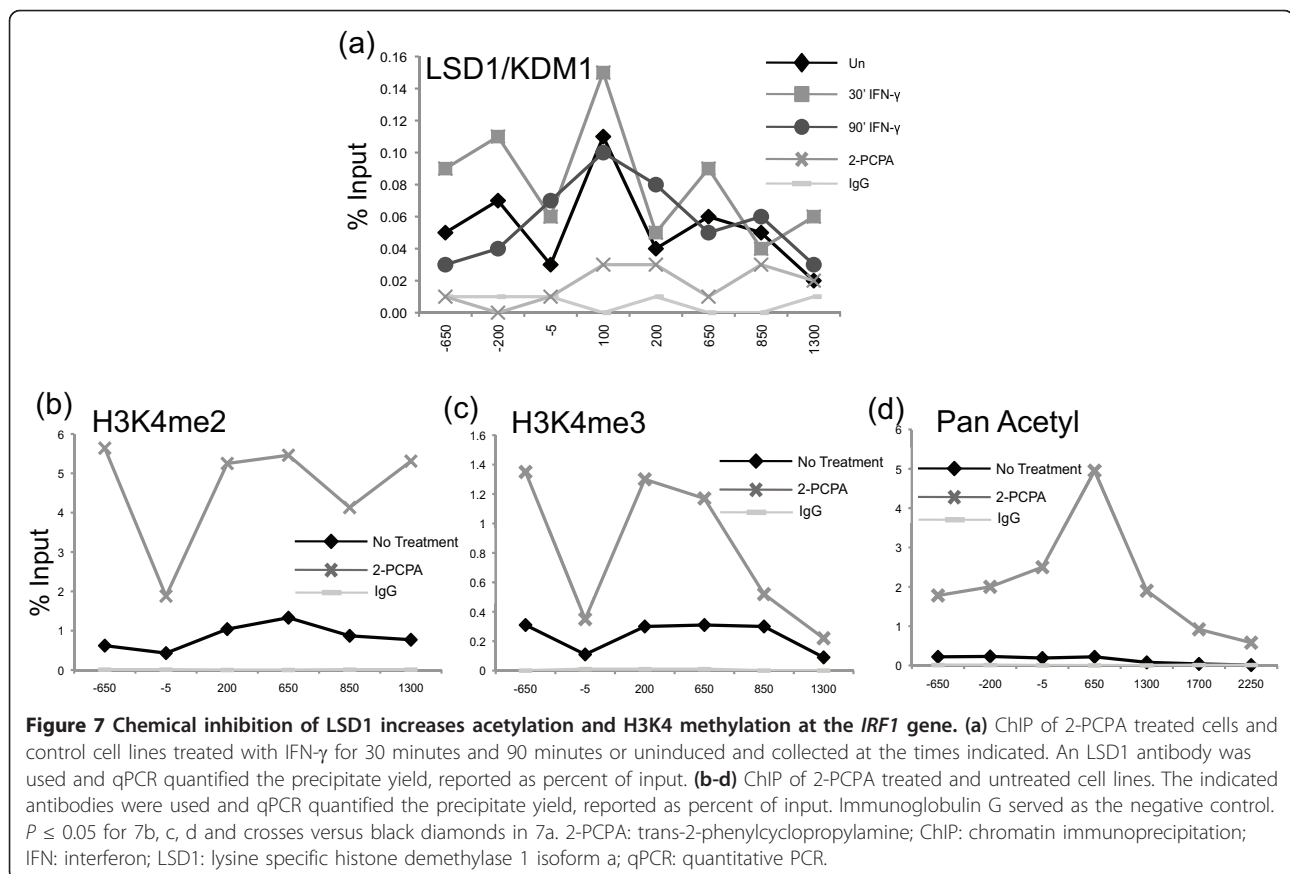 (a)
LSD1/KDM1
0.16
0.14
0.12
0.10
0.08
0.06
0.04
0.02
0.00
% Input
-650
-200
-5
100
200
650
850
1300
Un
30' IFN-γ
90' IFN-γ
2-PCPA
IgG
(b)
H3K4me2
6
5
4
3
2
1
0
% Input
-650
-5
200
650
850
1300
No Treatment
2-PCPA
IgG
(c)
H3K4me3
1.6
1.4
1.2
1
0.8
0.6
0.4
0.2
0
-650
-5
200
650
850
1300
No Treatment
2-PCPA
IgG
(d)
Pan Acetyl
6
5
4
3
2
1
0
-650
-200
-5
650
1300
1700
2250
No Treatment
2-PCPA
IgG
Figure 7 Chemical inhibition of LSD1 increases acetylation and H3K4 methylation at the IRF1 gene. (a) ChIP of 2-PCPA treated cells and
control cell lines treated with IFN-γ for 30 minutes and 90 minutes or uninduced and collected at the times indicated. An LSD1 antibody was
used and qPCR quantified the precipitate yield, reported as percent of input. (b-d) ChIP of 2-PCPA treated and untreated cell lines. The indicated
antibodies were used and qPCR quantified the precipitate yield, reported as percent of input. Immunoglobulin G served as the negative control.
P ≤ 0.05 for 7b, c, d and crosses versus black diamonds in 7a. 2-PCPA: trans-2-phenylcyclopropylamine; ChIP: chromatin immunoprecipitation;
IFN: interferon; LSD1: lysine specific histone demethylase 1 isoform a; qPCR: quantitative PCR.